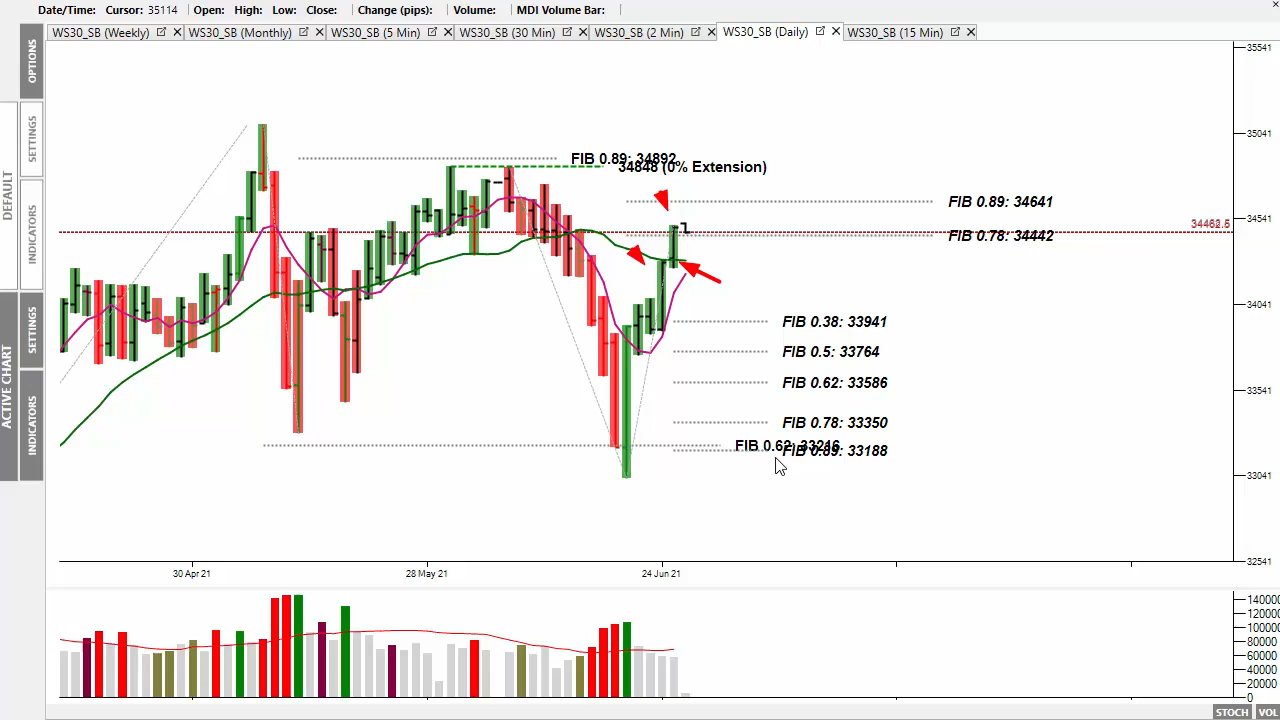 Date/Time: Cursor: 35114 Open: High: Low: Close: Change (pips): Volume: MDI Volume Bar:
WS30_SB (Weekly) WS30_SB (Monthly) WS30_SB (5 Min) WS30_SB (30 Min) WS30_SB (2 Min) WS30_SB (Daily) WS30_SB (15 Min)
OPTIONS
SETTINGS
DEFAULT
INDICATORS
SETTINGS
ACTIVE CHART
INDICATORS
35541
35041
34541
34041
33541
33041
32541
FIB 0.89: 34892
34848 (0% Extension)
FIB 0.89: 34641
FIB 0.78: 34442
FIB 0.38: 33941
FIB 0.5: 33764
FIB 0.62: 33586
FIB 0.78: 33350
FIB 0.62: 33216
FIB 0.89: 33188
30 Apr 21 28 May 21 24 Jun 21
140000
120000
100000
80000
60000
40000
20000
0
STOCH VOL